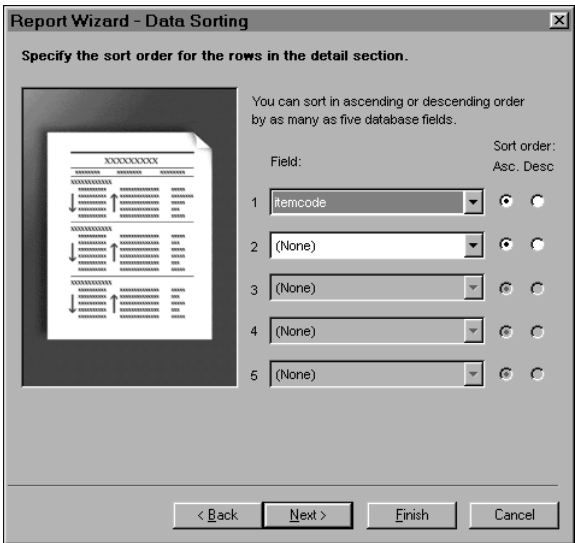 Report Wizard - Data Sorting
Specify the sort order for the rows in the detail section.
You can sort in ascending or descending order
by as many as five database fields.
Sort order:
Field: Asc. Desc
XXXXXXXXX
1 itemcode
2 (None)
3 (None)
4 (None)
5 (None)
< Back Next > Finish Cancel